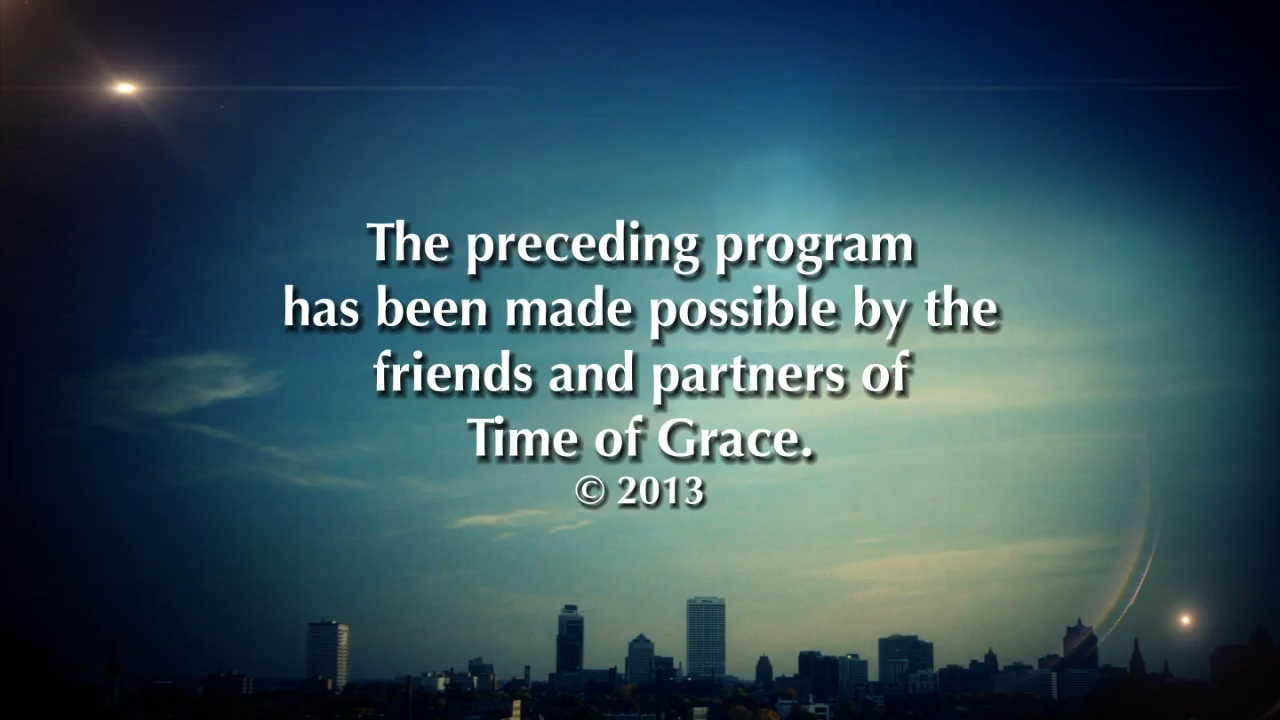 The preceding program
has been made possible by the
friends and partners of
Time of Grace.
© 2013